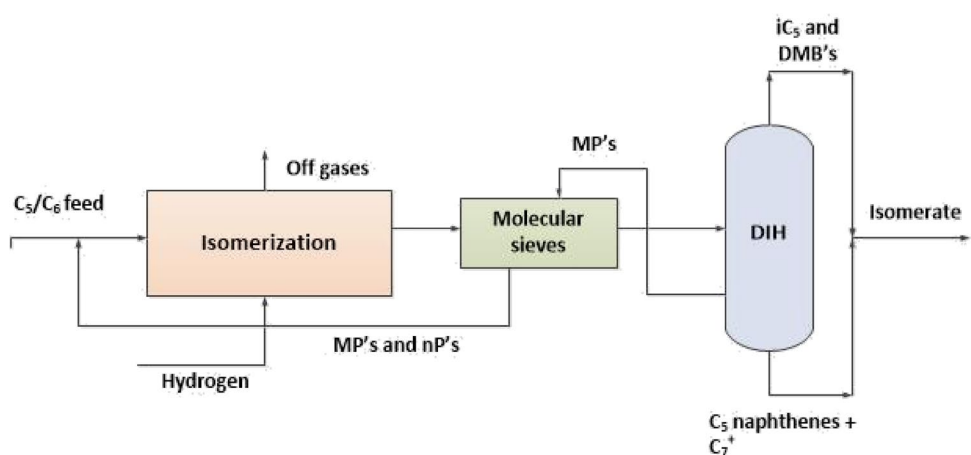 iC₅ and
DMB's
MP's
Off gases
C₅/C₆ feed
Isomerization
Molecular
sieves
DIH
Isomerate
MP's and nP's
Hydrogen
C₅ naphthenes +
C₇⁺